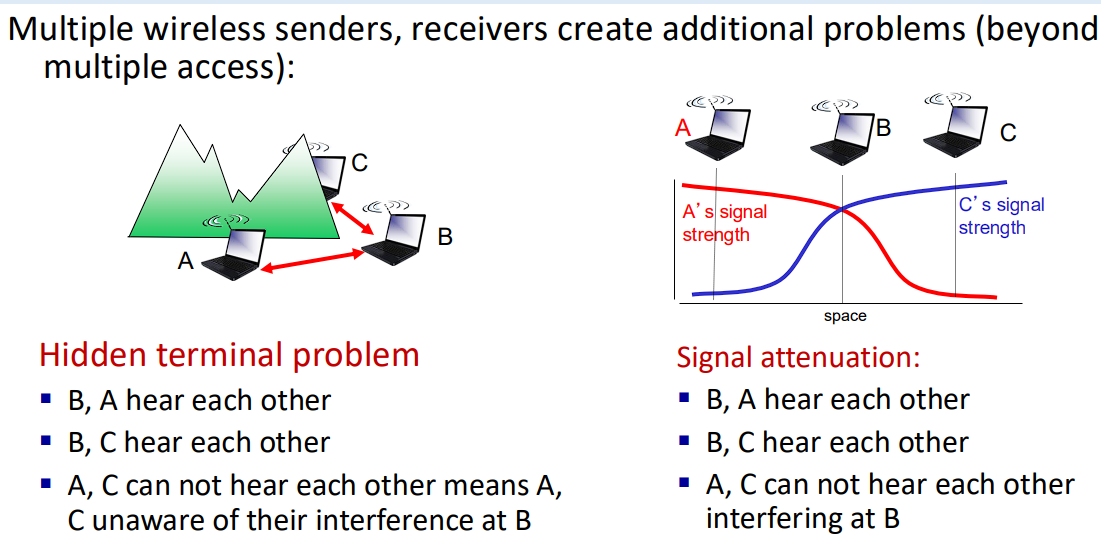 Multiple wireless senders, receivers create additional problems (beyond
multiple access):
C
B
A
Hidden terminal problem
▪ B, A hear each other
▪ B, C hear each other
▪ A, C can not hear each other means A,
C unaware of their interference at B
A
B
C
A’s signal
strength
C’s signal
strength
space
Signal attenuation:
▪ B, A hear each other
▪ B, C hear each other
▪ A, C can not hear each other
interfering at B